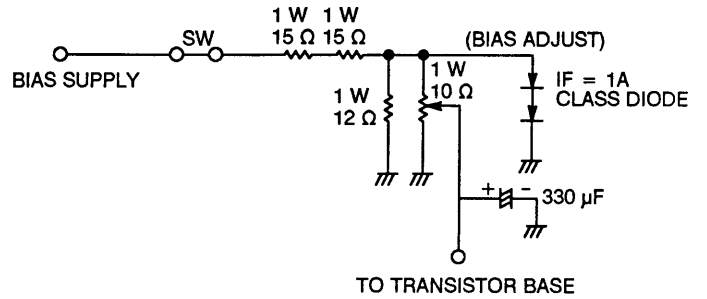 1 W 1 W
15 Ω 15 Ω
SW
(BIAS ADJUST)
BIAS SUPPLY
1 W
10 Ω
IF = 1A
CLASS DIODE
1 W
12 Ω
+ - 330 µF
TO TRANSISTOR BASE